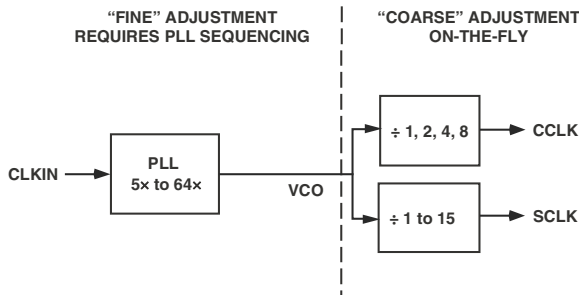 “FINE” ADJUSTMENT
REQUIRES PLL SEQUENCING
“COARSE” ADJUSTMENT
ON-THE-FLY
CLKIN
PLL
5× to 64×
VCO
÷ 1, 2, 4, 8
CCLK
÷ 1 to 15
SCLK